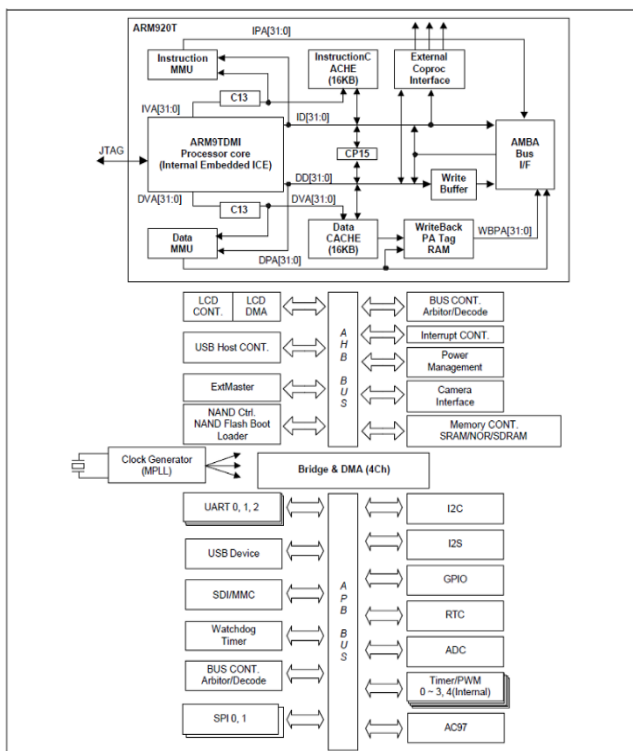 ARM920T
IPA[31:0]
Instruction
MMU
InstructionC
ACHE
(16KB)
External
Coproc
Interface
C13
IVA[31:0]
ID[31:0]
JTAG
ARM9TDMI
Processor core
(Internal Embedded ICE)
CP15
AMBA
Bus
I/F
DD[31:0]
Write
Buffer
DVA[31:0]
C13
DVA[31:0]
Data
MMU
Data
CACHE
(16KB)
WriteBack
PA Tag
RAM
WBPA[31:0]
DPA[31:0]
LCD
CONT.
LCD
DMA
USB Host CONT.
ExtMaster
NAND Ctrl.
NAND Flash Boot
Loader
AHB BUS
BUS CONT.
Arbitor/Decode
Interrupt CONT.
Power
Management
Camera
Interface
Memory CONT.
SRAM/NOR/SDRAM
Clock Generator
(MPLL)
Bridge & DMA (4Ch)
UART 0, 1, 2
USB Device
SDI/MMC
Watchdog
Timer
BUS CONT.
Arbitor/Decode
SPI 0, 1
APB BUS
I2C
I2S
GPIO
RTC
ADC
Timer/PWM
0 ~ 3, 4(Internal)
AC97